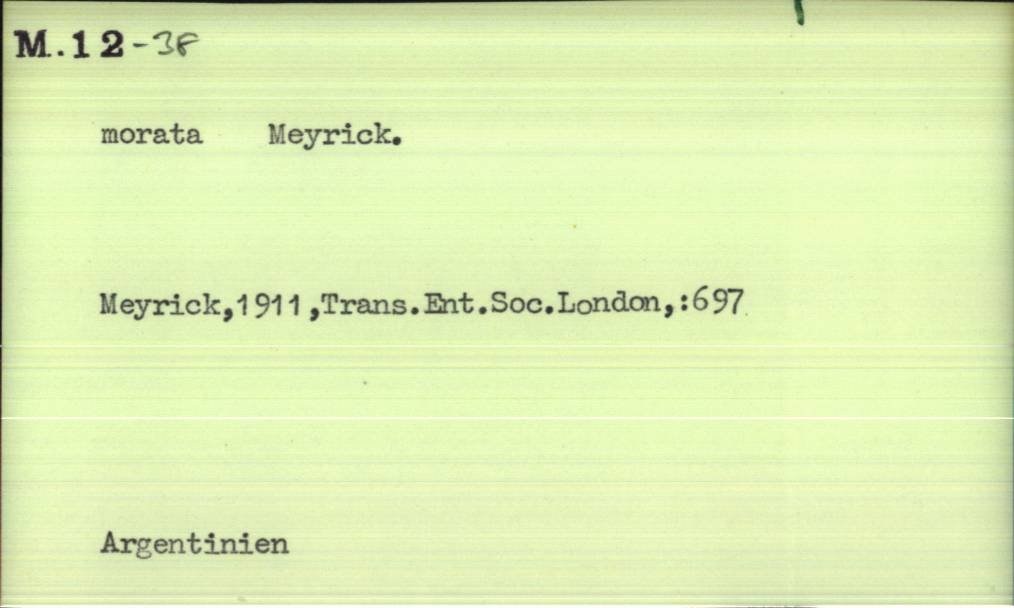 M.12-38
morata Meyrick.
Meyrick,1911,Trans.Ent.Soc.London,:697
Argentinien